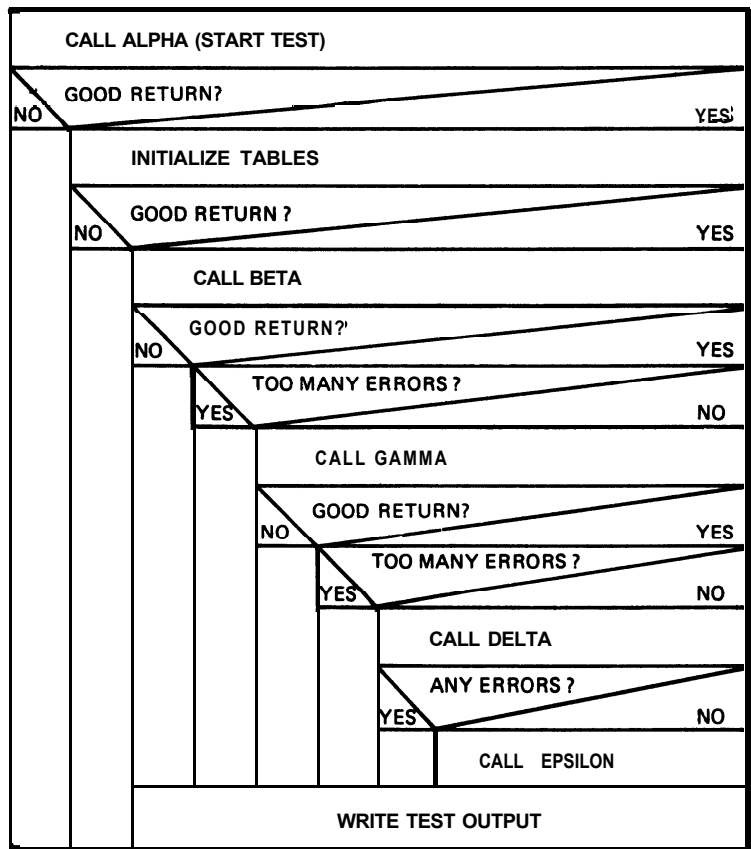 CALL ALPHA (START TEST)
GOOD RETURN?
NO
YES
INITIALIZE TABLES
GOOD RETURN ?
NO
YES
CALL BETA
GOOD RETURN?
NO
YES
TOO MANY ERRORS ?
YES
NO
CALL GAMMA
GOOD RETURN?
NO
YES
TOO MANY ERRORS ?
YES
NO
CALL DELTA
ANY ERRORS ?
YES
NO
CALL EPSILON
WRITE TEST OUTPUT